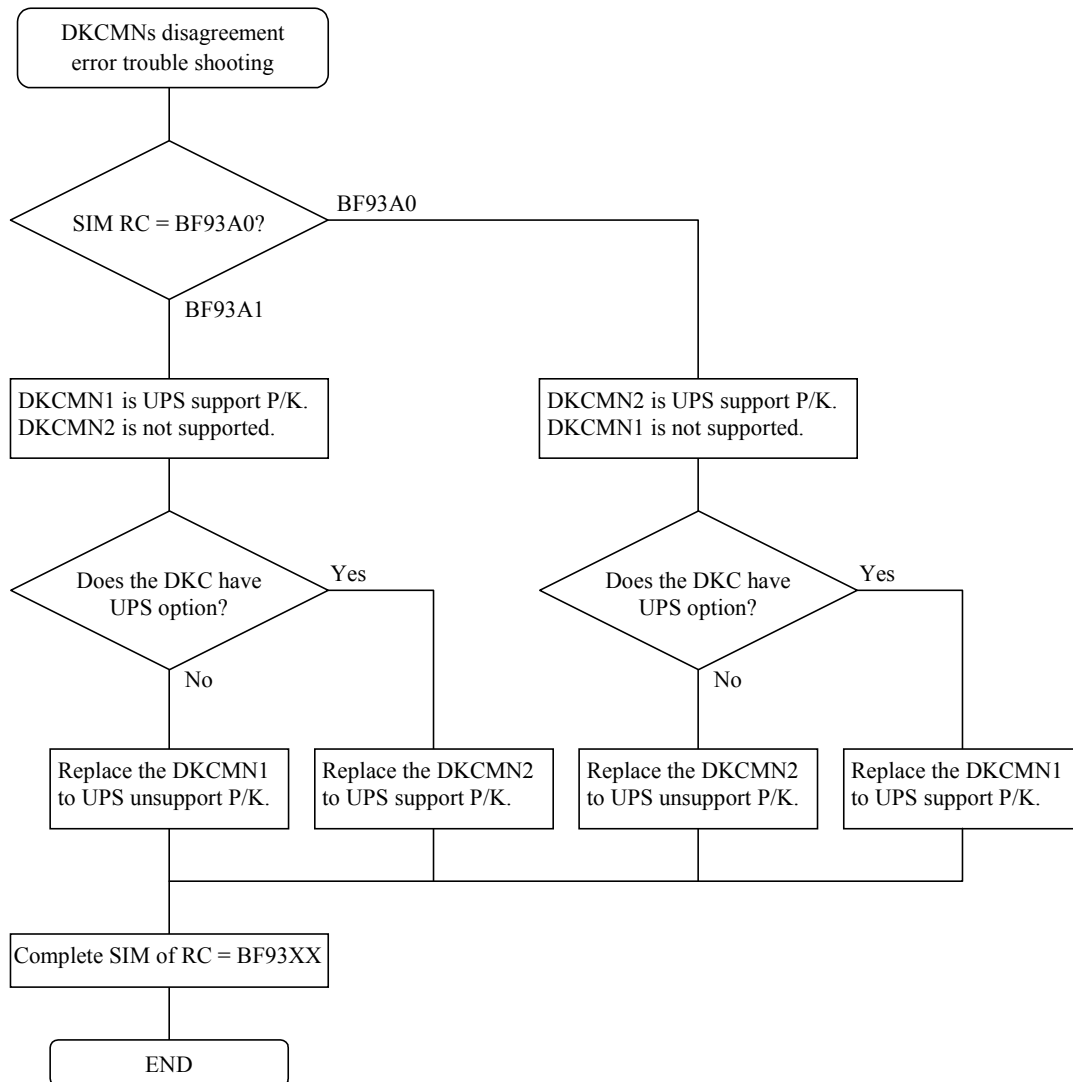 DKCMNs disagreement
error trouble shooting
SIM RC = BF93A0?
BF93A0
BF93A1
DKCMN1 is UPS support P/K.
DKCMN2 is not supported.
DKCMN2 is UPS support P/K.
DKCMN1 is not supported.
Does the DKC have
UPS option?
Yes
No
Does the DKC have
UPS option?
Yes
No
Replace the DKCMN1
to UPS unsupport P/K.
Replace the DKCMN2
to UPS support P/K.
Replace the DKCMN2
to UPS unsupport P/K.
Replace the DKCMN1
to UPS support P/K.
Complete SIM of RC = BF93XX
END